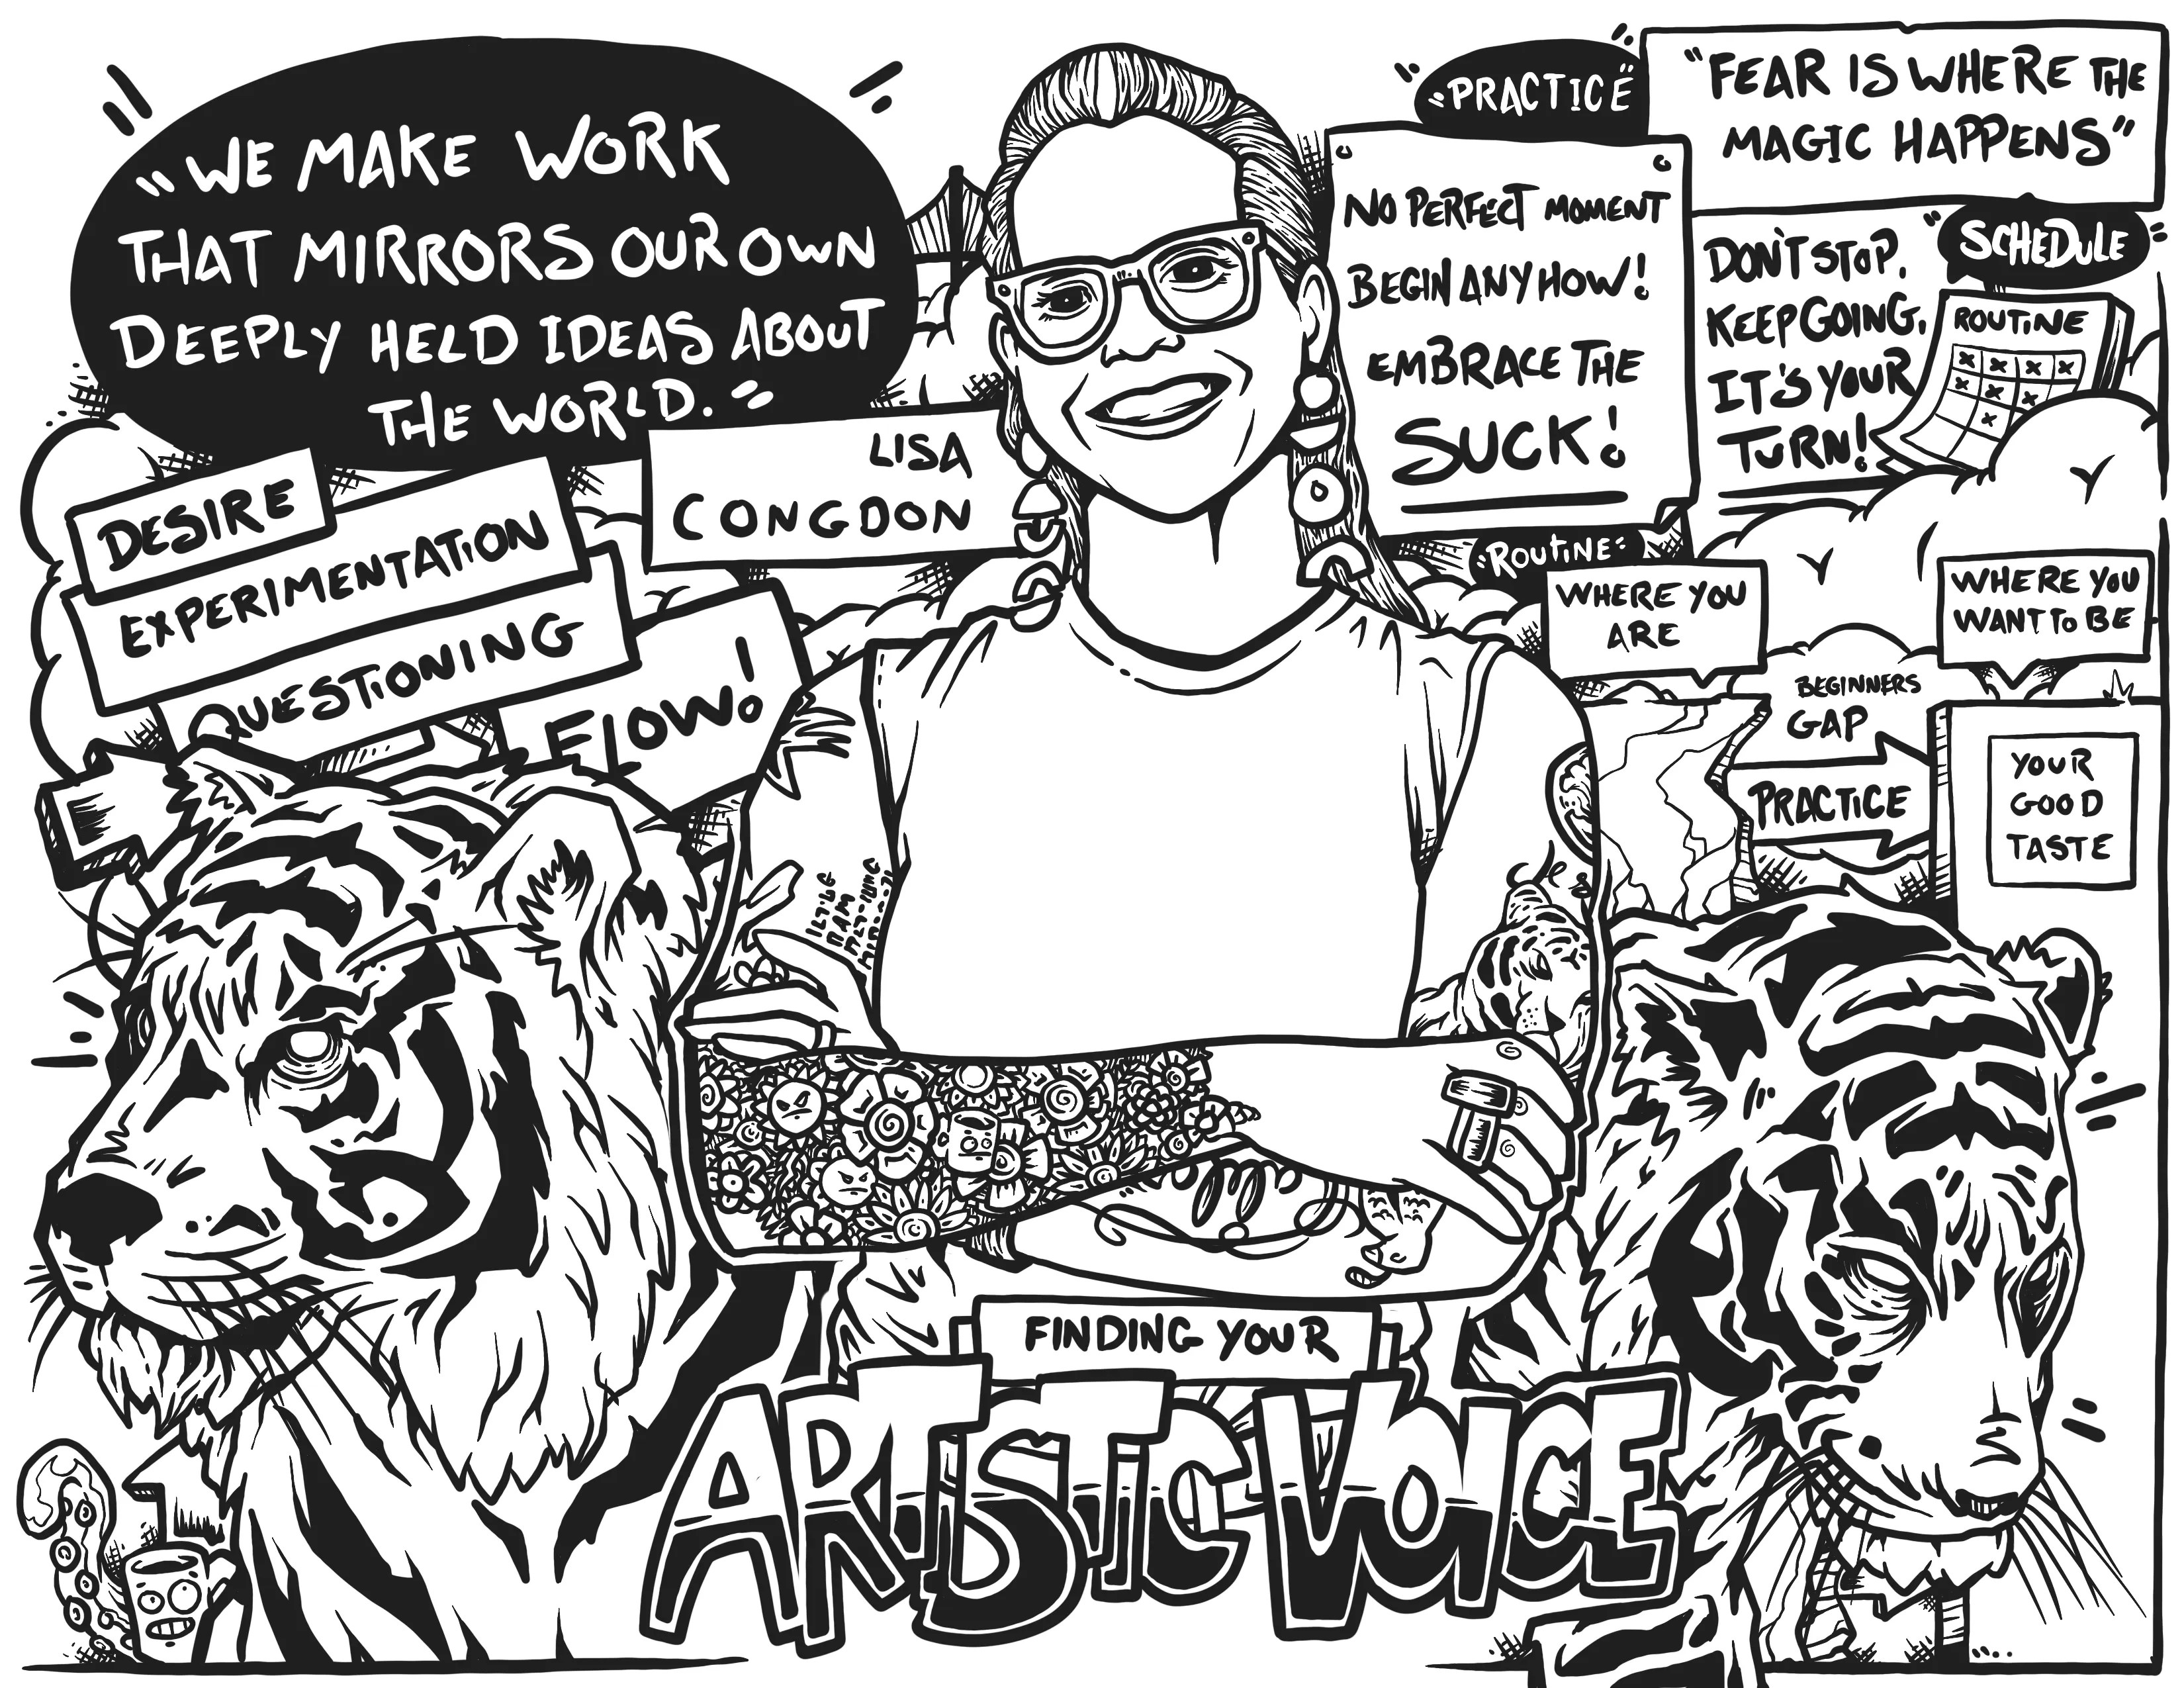 "WE MAKE WORK
THAT MIRRORS OUR OWN
DEEPLY HELD IDEAS ABOUT
THE WORLD."
LISA
CONGDON
DESIRE
EXPERIMENTATION
QUESTIONING
FLOW!
"PRACTICE"
NO PERFECT MOMENT
BEGIN ANYHOW!
EMBRACE THE
SUCK!
"FEAR IS WHERE THE
MAGIC HAPPENS"
DON'T STOP,
KEEP GOING,
IT'S YOUR
TURN!
"SCHEDULE"
ROUTINE
"ROUTINE"
WHERE YOU
ARE
WHERE YOU
WANT TO BE
BEGINNERS
GAP
PRACTICE
YOUR
GOOD
TASTE
FINDING YOUR
ARTISTIC VOICE